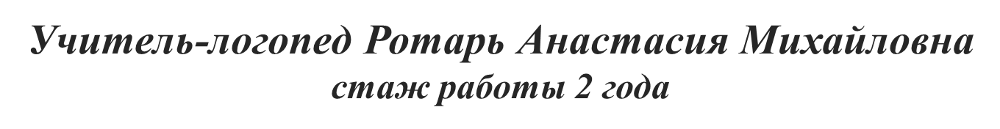 Учитель-логопед Ротарь Анастасия Михайловна
стаж работы 2 года